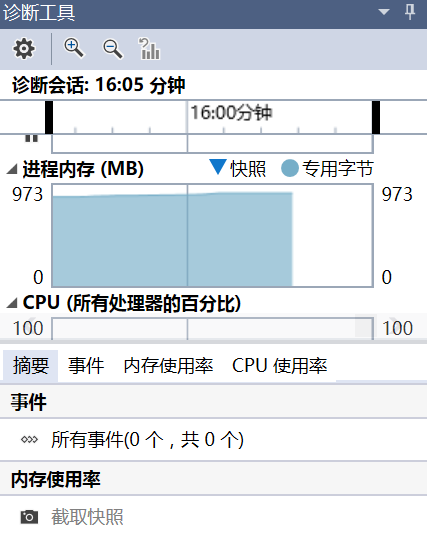 诊断工具
诊断会话: 16:05 分钟
16:00分钟
进程内存 (MB) 快照 专用字节
973 973
0 0
CPU (所有处理器的百分比)
100 100
摘要 事件 内存使用率 CPU 使用率
事件
所有事件(0 个，共 0 个)
内存使用率
截取快照